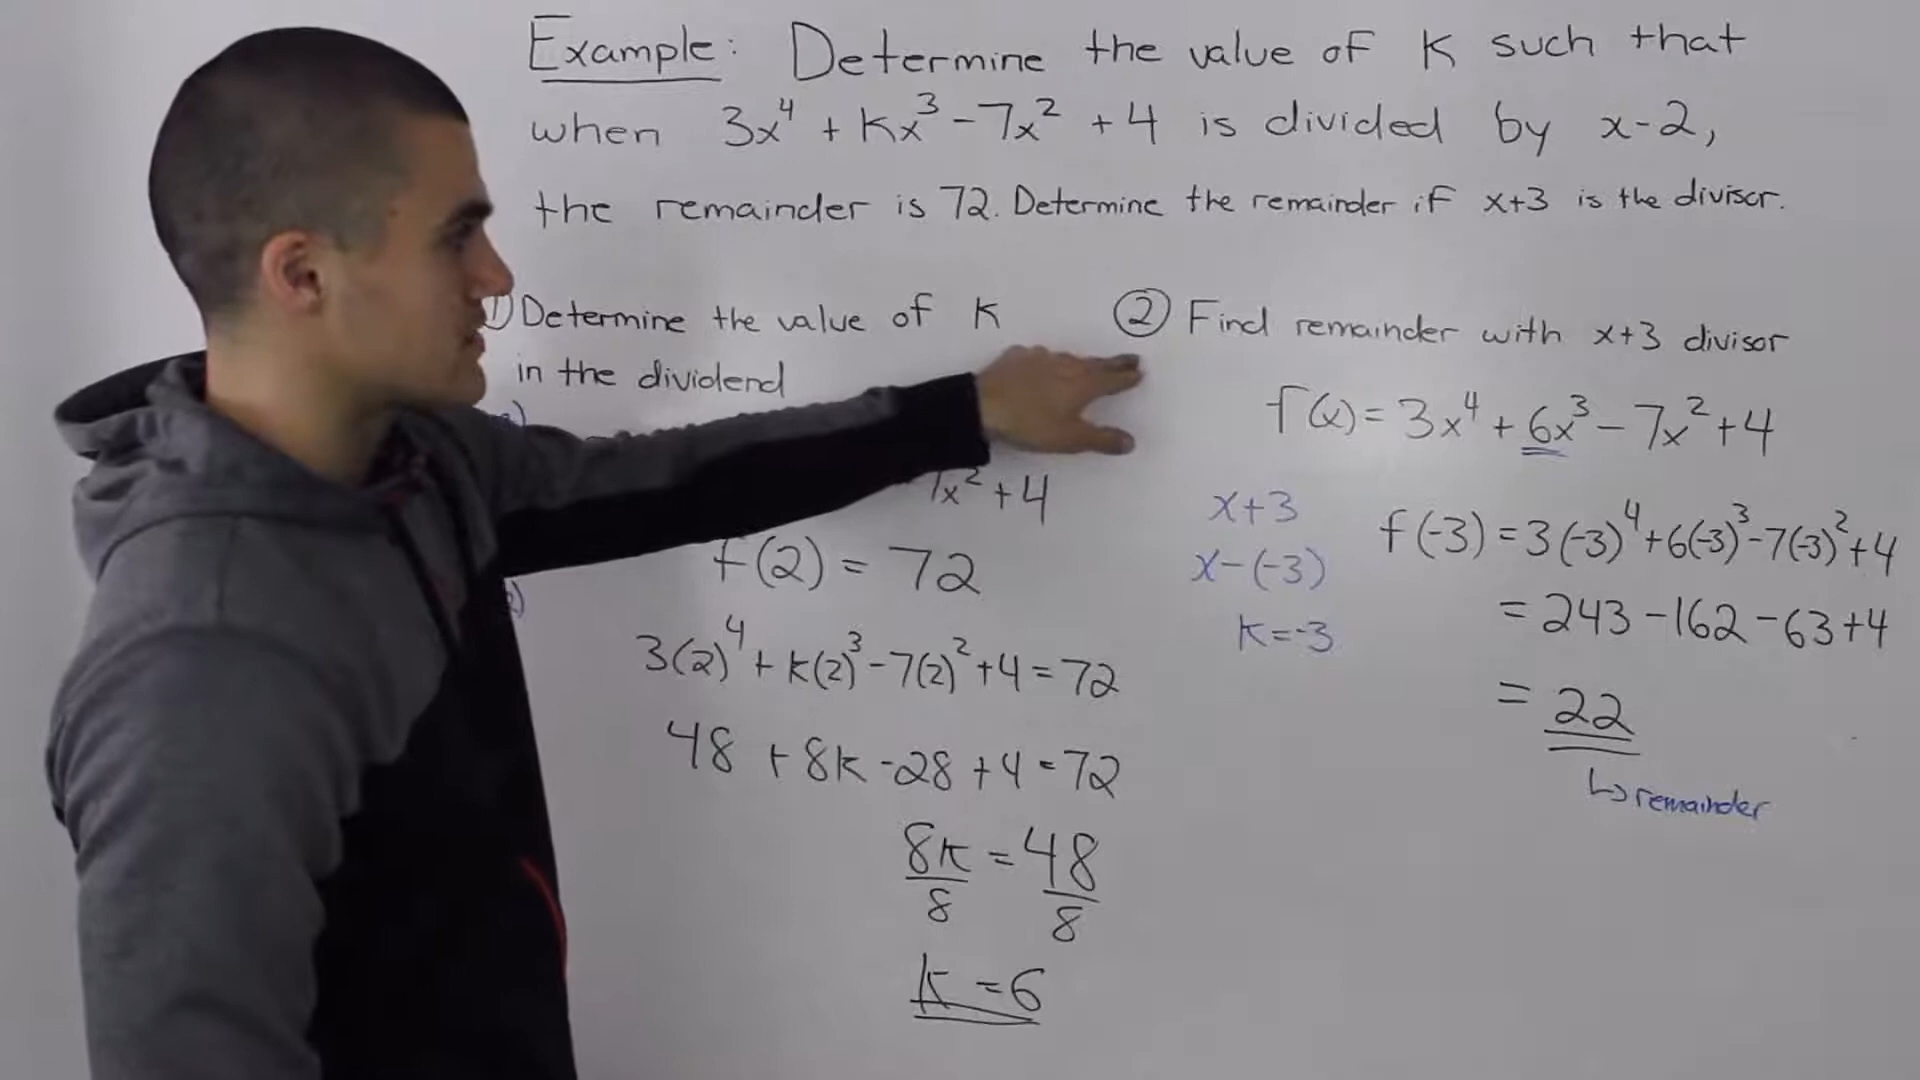 Example: Determine the value of K such that
when 3x⁴ + Kx³ - 7x² + 4 is divided by x-2,
the remainder is 72. Determine the remainder if x+3 is the divisor.
1) Determine the value of K
in the dividend
7x² + 4
f(2) = 72
3(2)⁴ + K(2)³ - 7(2)² + 4 = 72
48 + 8K - 28 + 4 = 72
8K = 48
8 8
K = 6
② Find remainder with x+3 divisor
f(x) = 3x⁴ + 6x³ - 7x² + 4
x+3
x-(-3)
K=-3
f(-3) = 3(-3)⁴ + 6(-3)³ - 7(-3)² + 4
= 243 - 162 - 63 + 4
= 22
↳ remainder